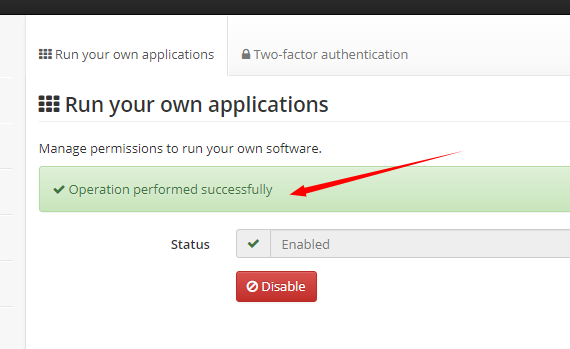 Run your own applications
Two-factor authentication
Run your own applications
Manage permissions to run your own software.
Operation performed successfully
Status
Enabled
Disable